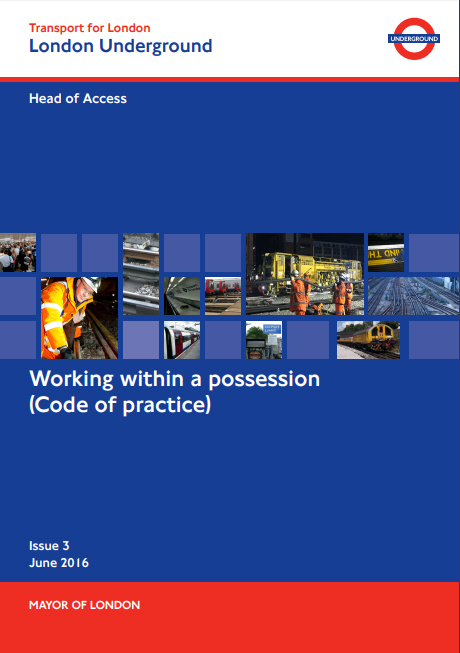 Transport for London
London Underground
UNDERGROUND
Head of Access
Working within a possession
(Code of practice)
Issue 3
June 2016
MAYOR OF LONDON